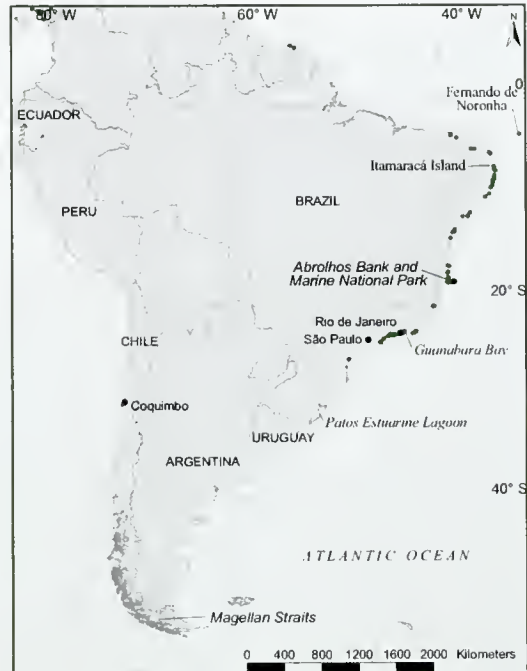 80° W
60° W
40° W
N
0
Fernando de
Noronha
ECUADOR
Itamaracá Island
BRAZIL
PERU
Abrolhos Bank and
Marine National Park
20° S
Rio de Janeiro
São Paulo
CHILE
Guanabara Bay
Coquimbo
Patos Estuarine Lagoon
URUGUAY
ARGENTINA
40° S
ATLANTIC OCEAN
Magellan Straits
0 400 800 1200 1600 2000 Kilometers